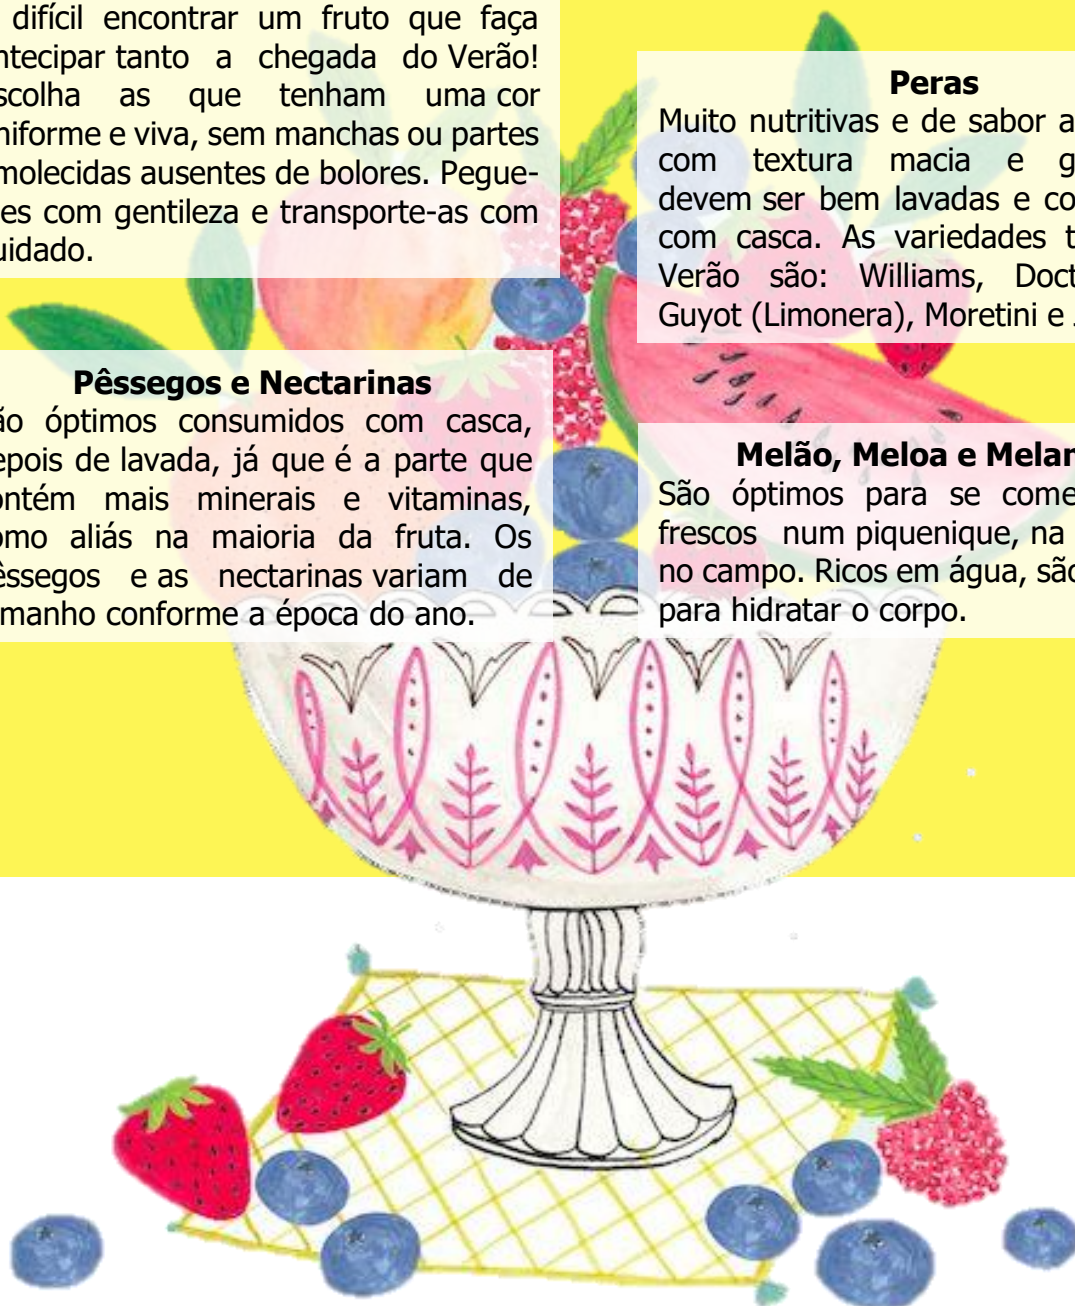 difícil encontrar um fruto que faça
ntecipar tanto a chegada do Verão!
scolha as que tenham uma cor
niforme e viva, sem manchas ou partes
molecidas ausentes de bolores. Pegue-
es com gentileza e transporte-as com
uidado.
Pêssegos e Nectarinas
ão óptimos consumidos com casca,
epois de lavada, já que é a parte que
ontém mais minerais e vitaminas,
omo aliás na maioria da fruta. Os
êssegos e as nectarinas variam de
manho conforme a época do ano.
Peras
Muito nutritivas e de sabor a
com textura macia e g
devem ser bem lavadas e co
com casca. As variedades t
Verão são: Williams, Doct
Guyot (Limonera), Moretini e
Melão, Meloa e Melan
São óptimos para se come
frescos num piquenique, na
no campo. Ricos em água, são
para hidratar o corpo.